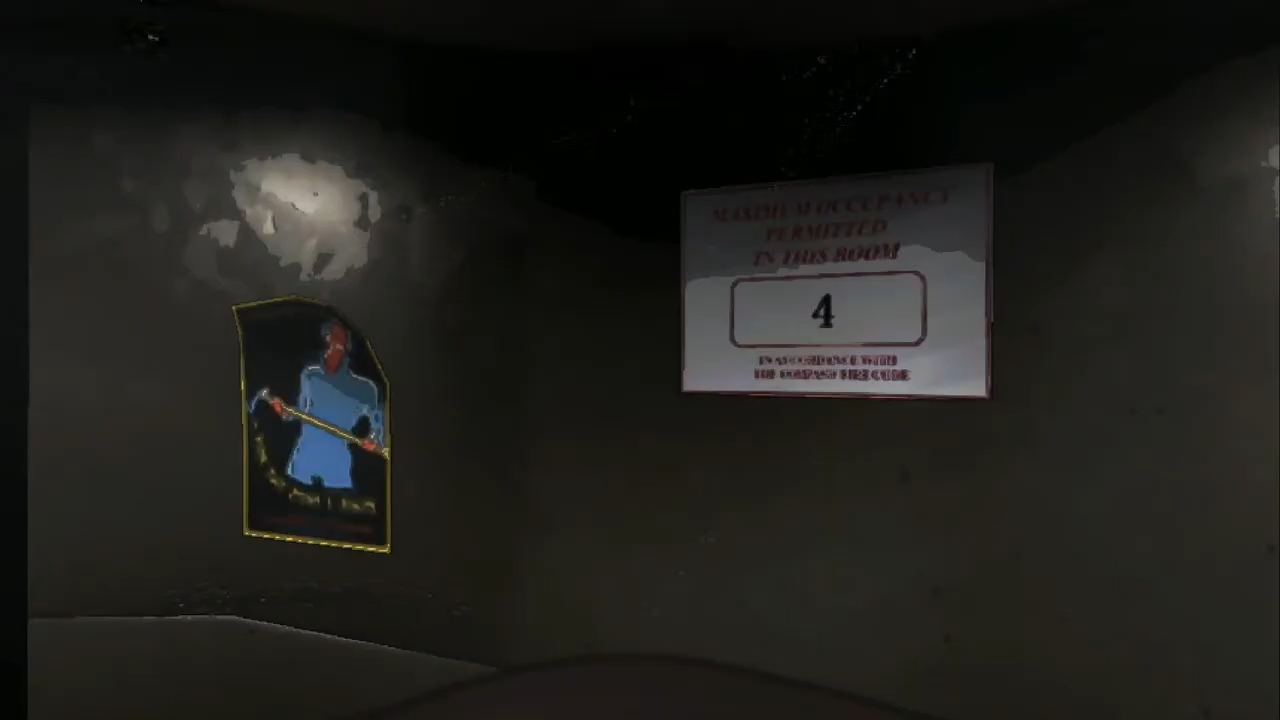 MAXIMUM OCCUPANCY
PERMITTED
IN THIS ROOM
4
IN ACCORDANCE WITH
THE COMPANY FIRE CODE